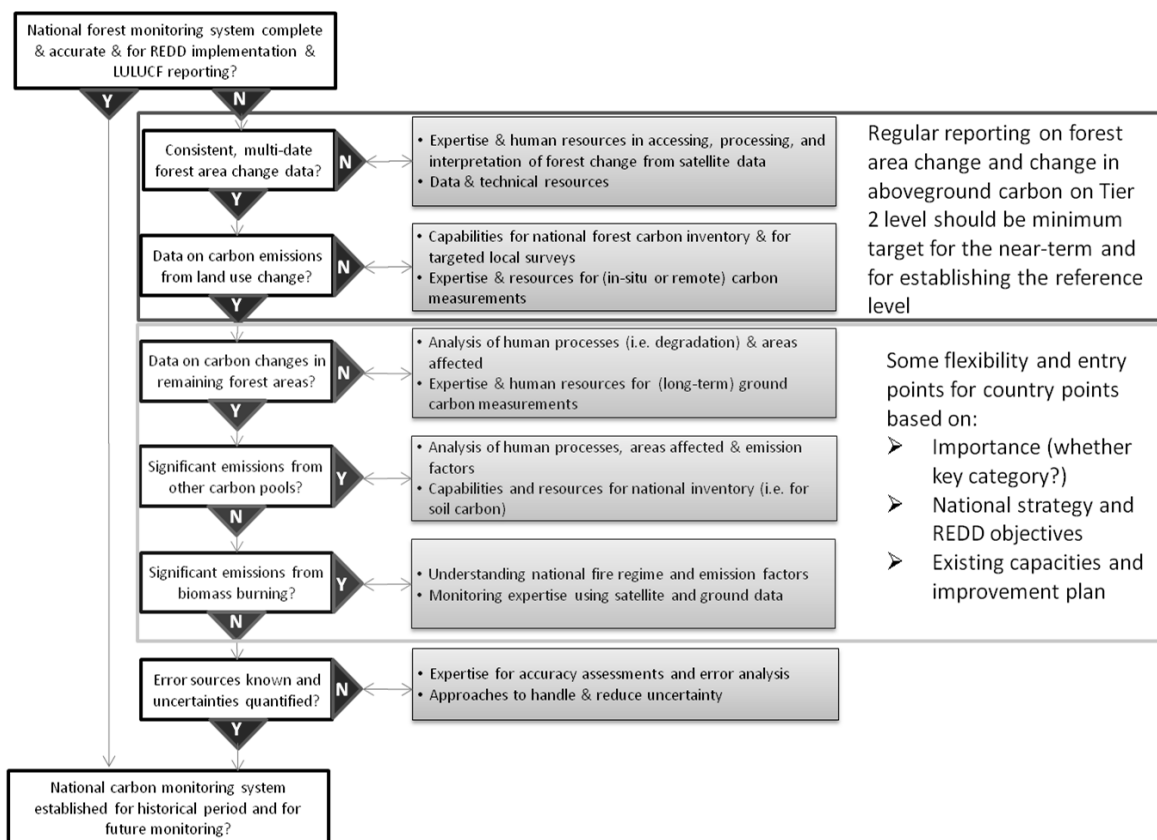 National forest monitoring system complete
& accurate & for REDD implementation &
LULUCF reporting?
Y
N
Consistent, multi-date
forest area change data?
N
• Expertise & human resources in accessing, processing, and
interpretation of forest change from satellite data
• Data & technical resources
Y
Data on carbon emissions
from land use change?
N
• Capabilities for national forest carbon inventory & for
targeted local surveys
• Expertise & resources for (in-situ or remote) carbon
measurements
Y
Regular reporting on forest
area change and change in
aboveground carbon on Tier
2 level should be minimum
target for the near-term and
for establishing the reference
level
Data on carbon changes in
remaining forest areas?
N
• Analysis of human processes (i.e. degradation) & areas
affected
• Expertise & human resources for (long-term) ground
carbon measurements
Y
Significant emissions from
other carbon pools?
Y
• Analysis of human processes, areas affected & emission
factors
• Capabilities and resources for national inventory (i.e. for
soil carbon)
N
Significant emissions from
biomass burning?
Y
• Understanding national fire regime and emission factors
• Monitoring expertise using satellite and ground data
N
Some flexibility and entry
points for country points
based on:
➢ Importance (whether
key category?)
➢ National strategy and
REDD objectives
➢ Existing capacities and
improvement plan
Error sources known and
uncertainties quantified?
N
• Expertise for accuracy assessments and error analysis
• Approaches to handle & reduce uncertainty
Y
National carbon monitoring system
established for historical period and for
future monitoring?